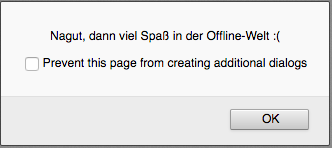 Nagut, dann viel Spaß in der Offline-Welt :(
Prevent this page from creating additional dialogs
OK